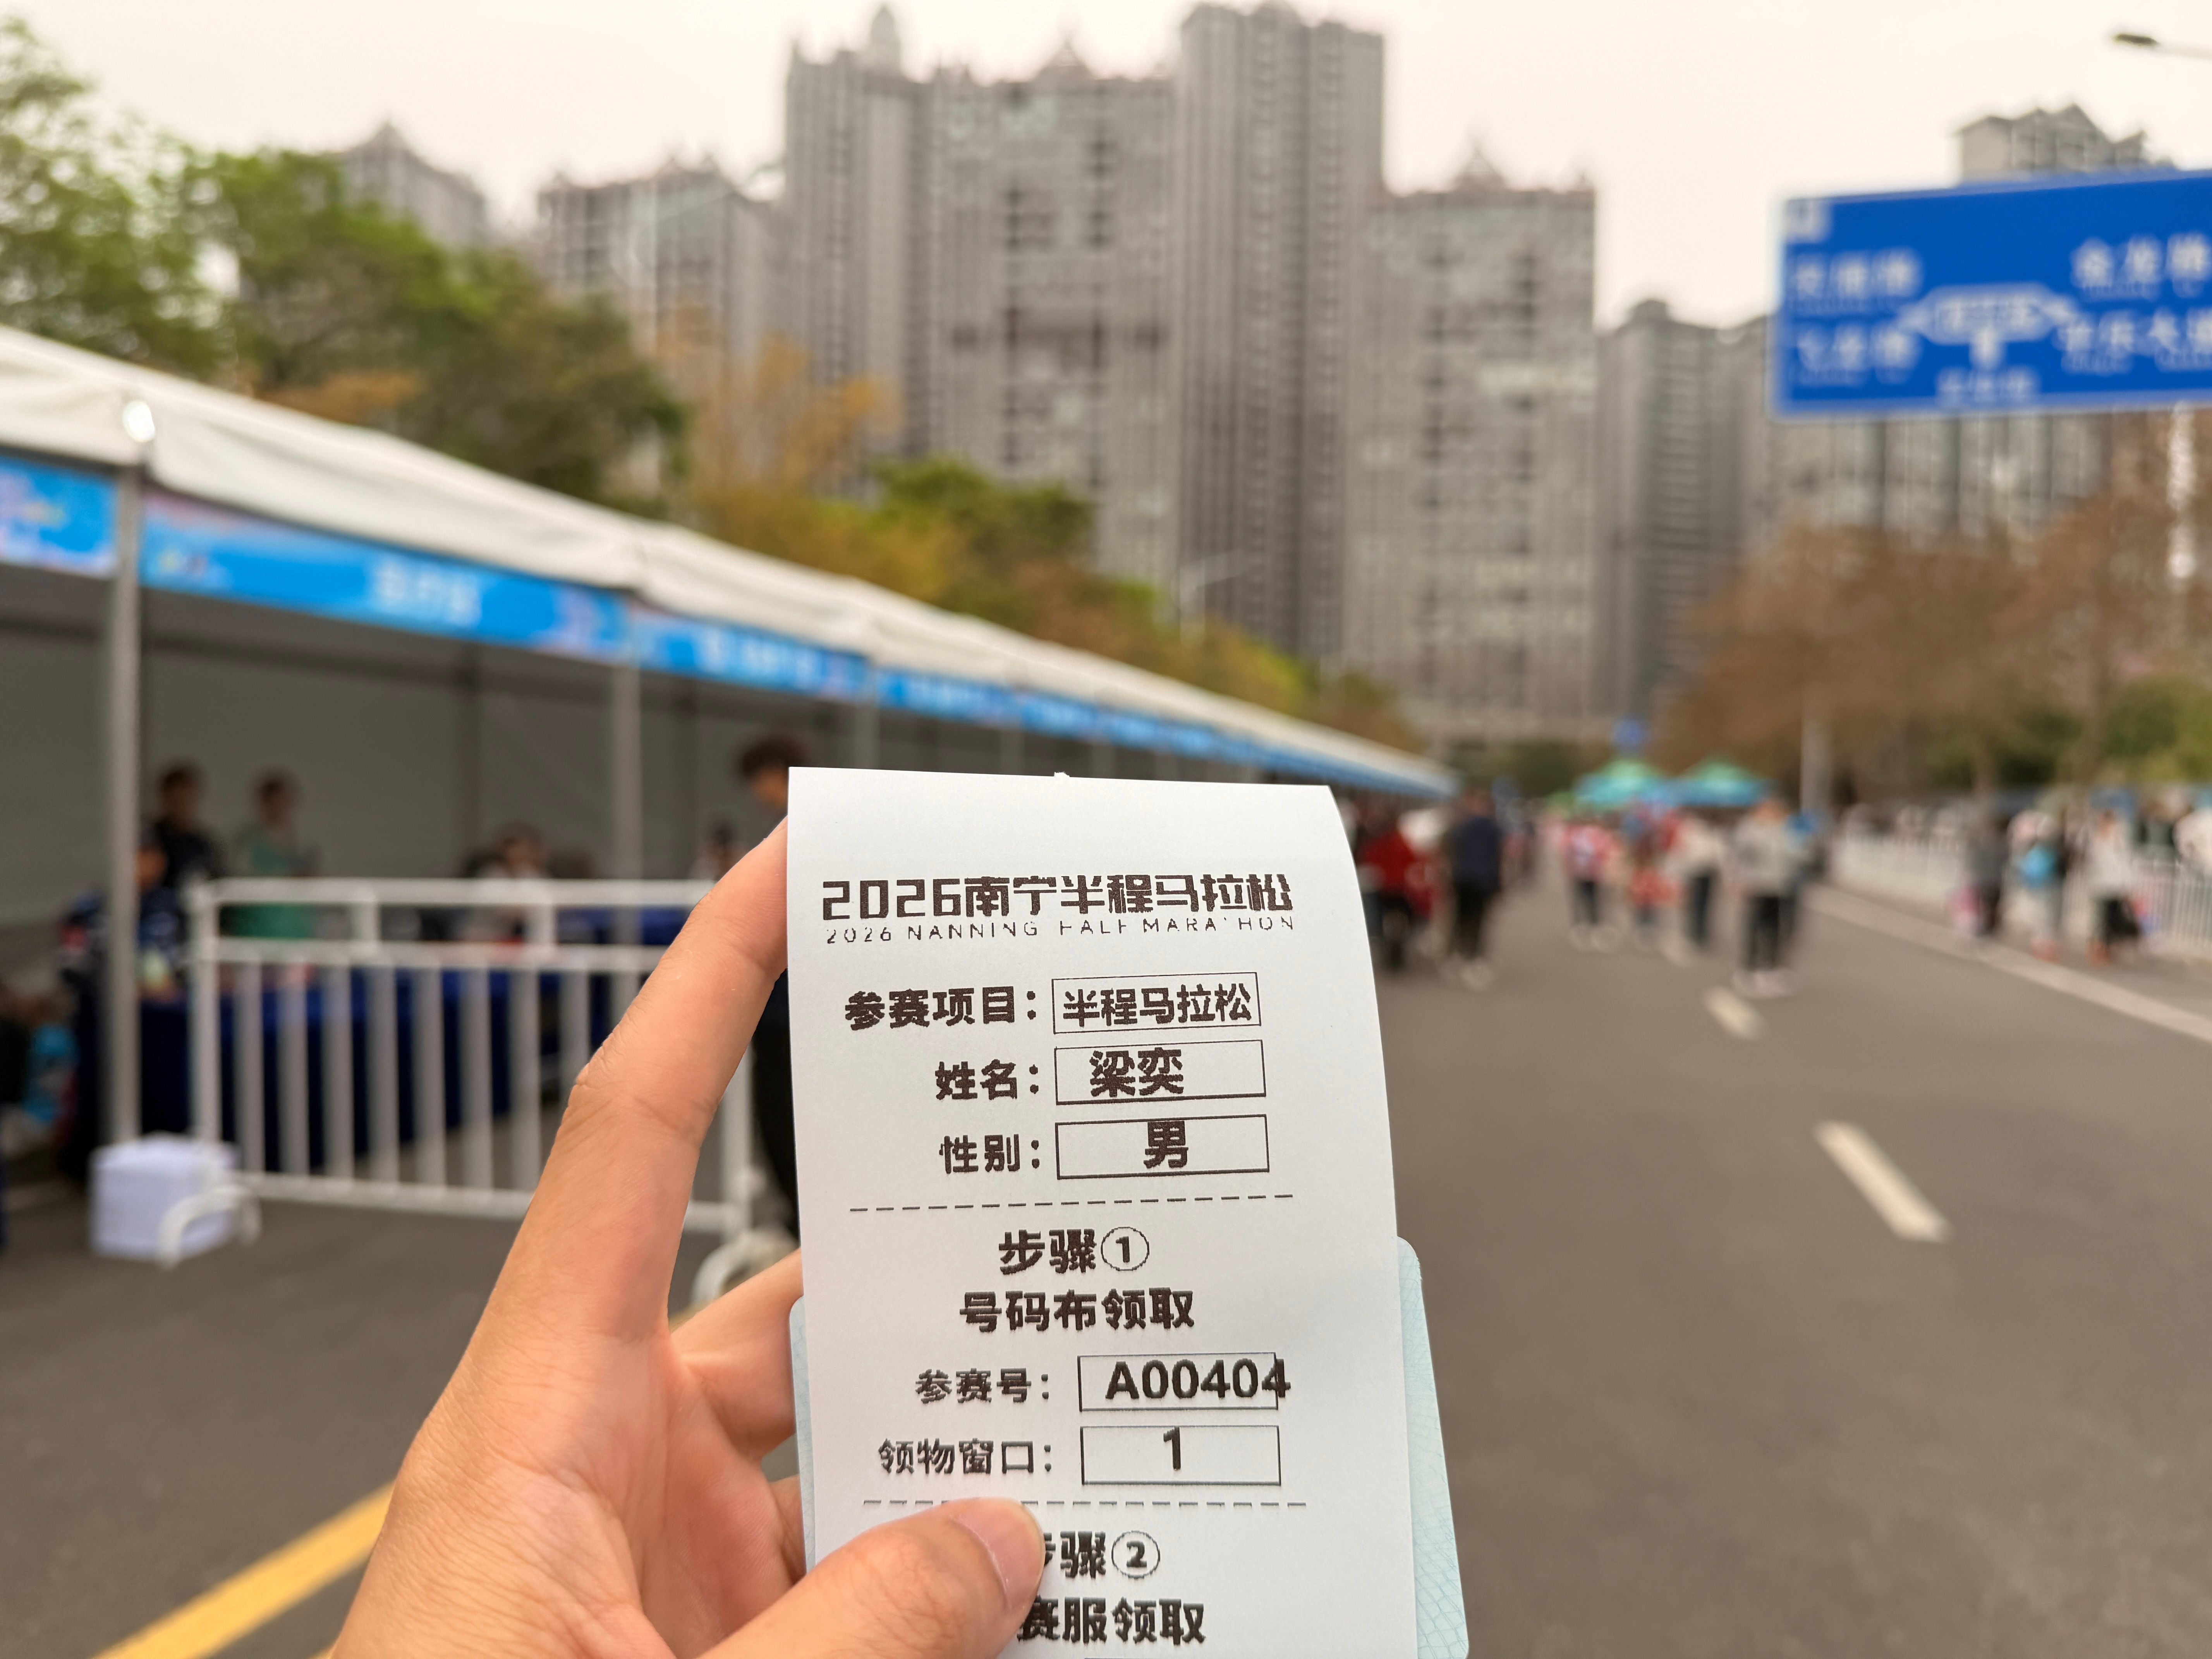 2026南宁半程马拉松
2026 NANNING HALF MARATHON
参赛项目： 半程马拉松
姓名： 梁奕
性别： 男
步骤①
号码布领取
参赛号： A00404
领物窗口： 1
骤②
赛服领取